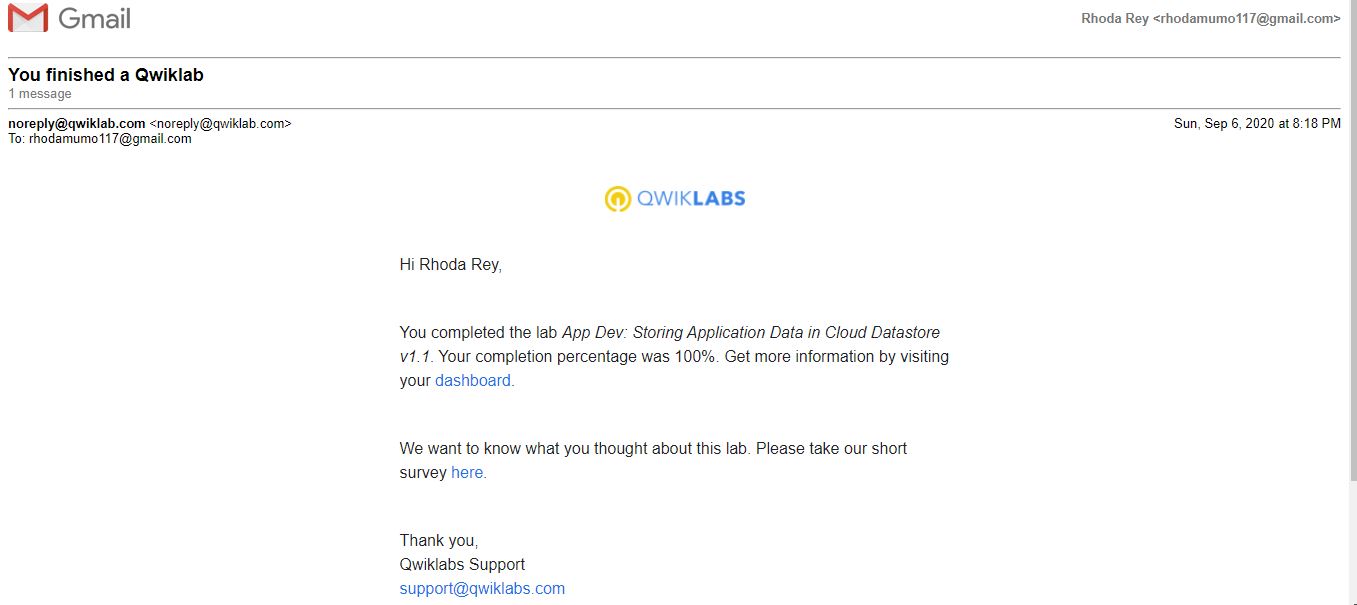 Gmail
Rhoda Rey <rhodamumo117@gmail.com>
You finished a Qwiklab
1 message
noreply@qwiklab.com <noreply@qwiklab.com>
Sun, Sep 6, 2020 at 8:18 PM
To: rhodamumo117@gmail.com
QWIKLABS
Hi Rhoda Rey,
You completed the lab App Dev: Storing Application Data in Cloud Datastore
v1.1. Your completion percentage was 100%. Get more information by visiting
your dashboard.
We want to know what you thought about this lab. Please take our short
survey here.
Thank you,
Qwiklabs Support
support@qwiklabs.com